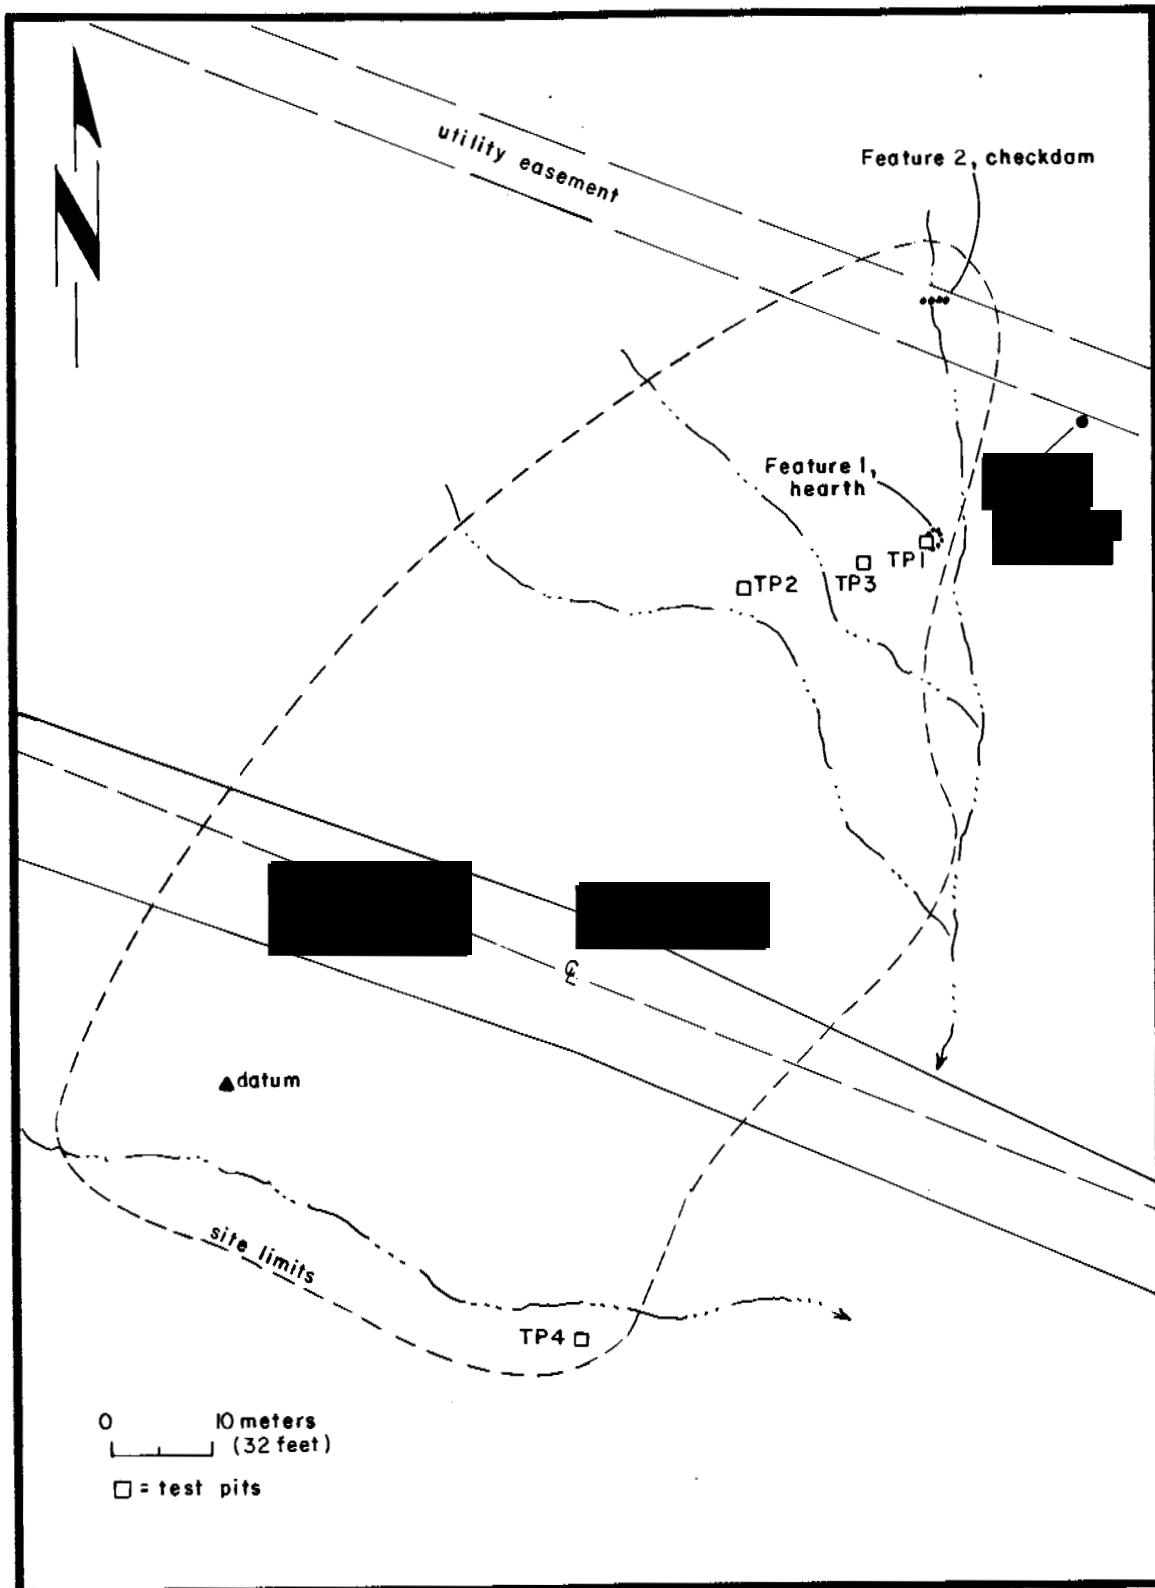 N
utility easement
Feature 2, checkdam
Feature 1,
hearth
TP1
TP3
TP2
℄
datum
site limits
TP4
0 10 meters
(32 feet)
□ = test pits